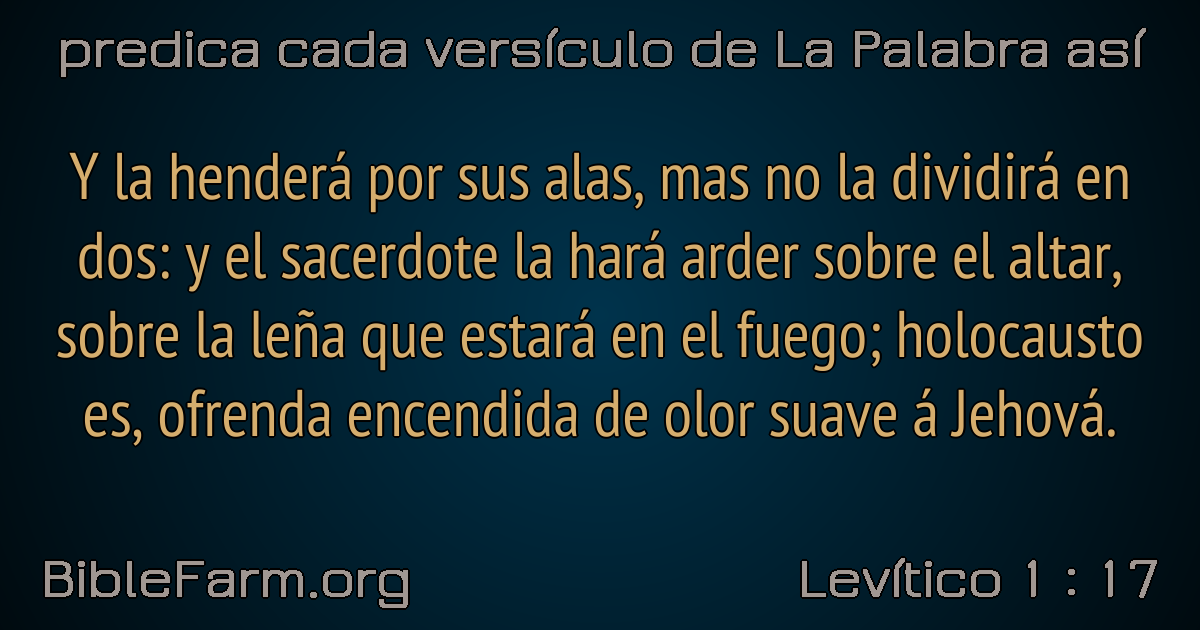 predica cada versículo de La Palabra así
Y la henderá por sus alas, mas no la dividirá en
dos: y el sacerdote la hará arder sobre el altar,
sobre la leña que estará en el fuego; holocausto
es, ofrenda encendida de olor suave á Jehová.
BibleFarm.org
Levítico 1 : 17